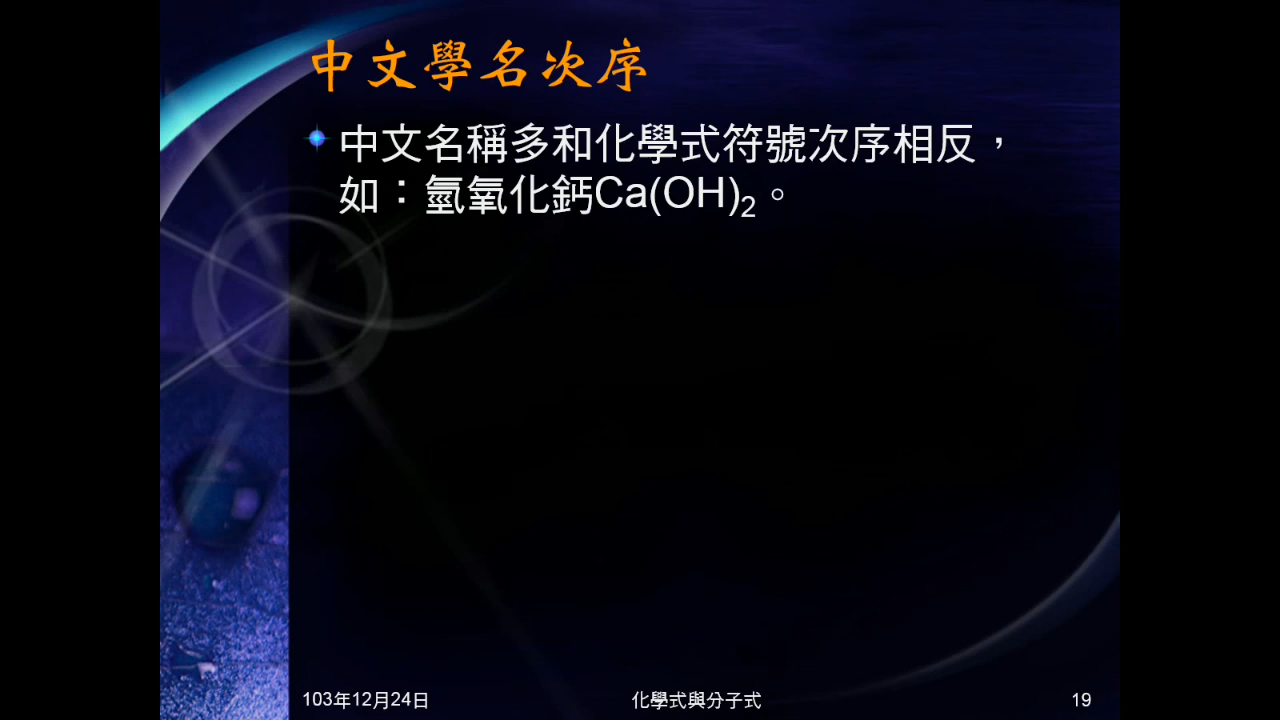 中文學名次序
中文名稱多和化學式符號次序相反，
如：氫氧化鈣Ca(OH)₂。
103年12月24日
化學式與分子式
19